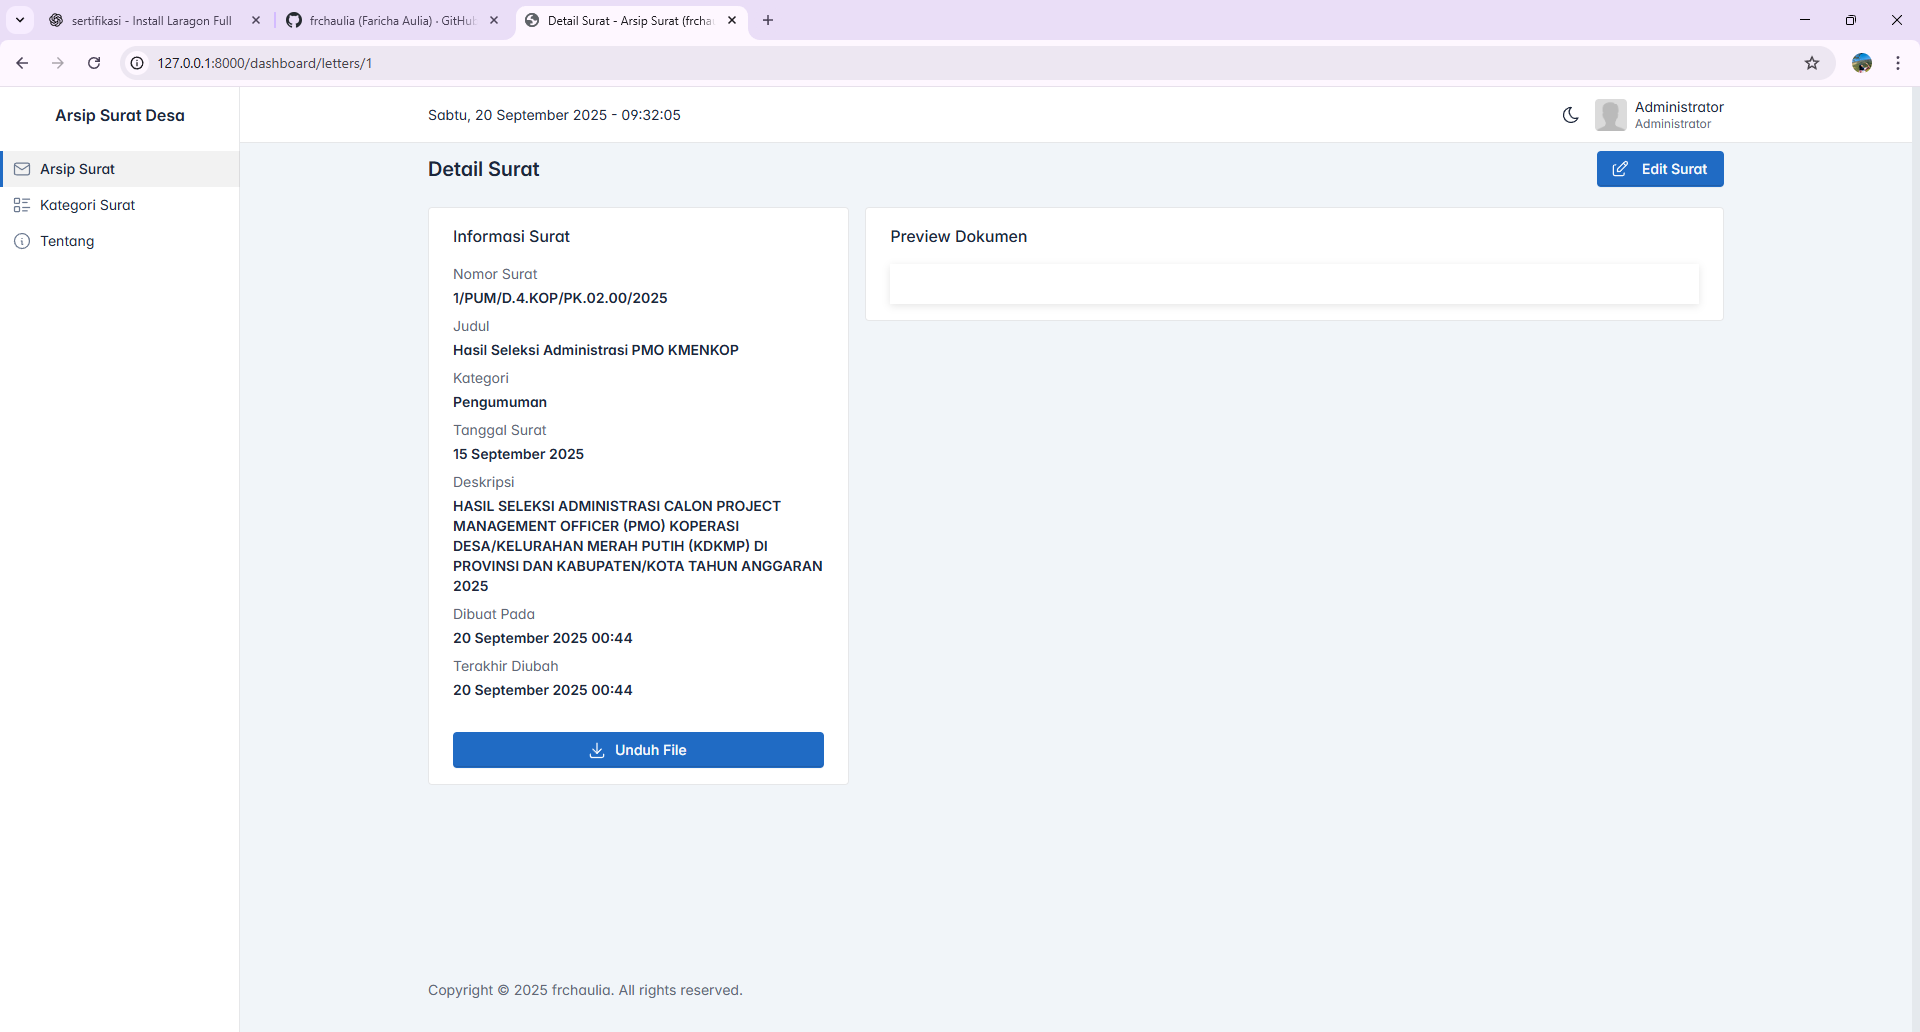 sertifikasi - Install Laragon Full
frchaulia (Faricha Aulia) · GitHub
Detail Surat - Arsip Surat (frcha
127.0.0.1:8000/dashboard/letters/1
Arsip Surat Desa
Sabtu, 20 September 2025 - 09:32:05
Administrator
Administrator
Arsip Surat
Kategori Surat
Tentang
Detail Surat
Edit Surat
Informasi Surat
Nomor Surat
1/PUM/D.4.KOP/PK.02.00/2025
Judul
Hasil Seleksi Administrasi PMO KMENKOP
Kategori
Pengumuman
Tanggal Surat
15 September 2025
Deskripsi
HASIL SELEKSI ADMINISTRASI CALON PROJECT
MANAGEMENT OFFICER (PMO) KOPERASI
DESA/KELURAHAN MERAH PUTIH (KDKMP) DI
PROVINSI DAN KABUPATEN/KOTA TAHUN ANGGARAN
2025
Dibuat Pada
20 September 2025 00:44
Terakhir Diubah
20 September 2025 00:44
Unduh File
Preview Dokumen
Copyright © 2025 frchaulia. All rights reserved.